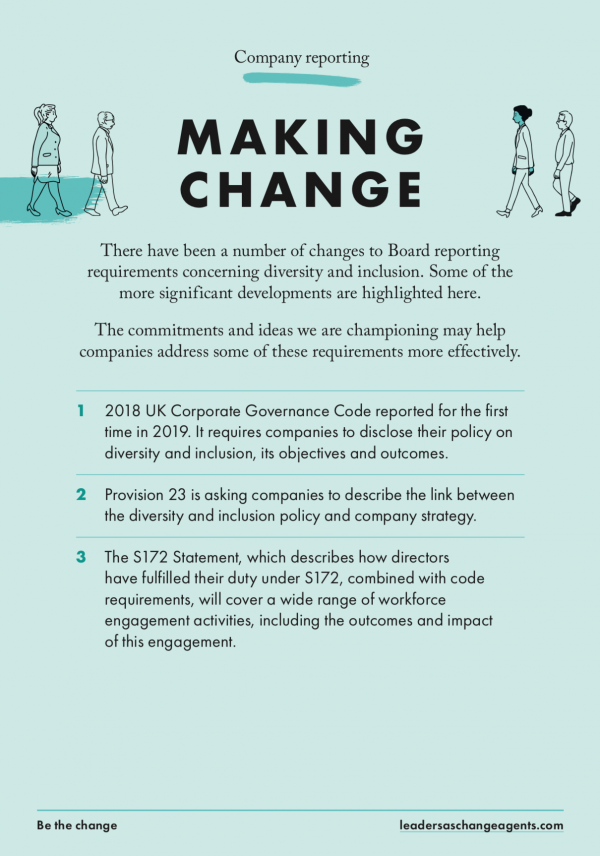 Company reporting
MAKING
CHANGE
There have been a number of changes to Board reporting
requirements concerning diversity and inclusion. Some of the
more significant developments are highlighted here.
The commitments and ideas we are championing may help
companies address some of these requirements more effectively.
1 2018 UK Corporate Governance Code reported for the first
time in 2019. It requires companies to disclose their policy on
diversity and inclusion, its objectives and outcomes.
2 Provision 23 is asking companies to describe the link between
the diversity and inclusion policy and company strategy.
3 The S172 Statement, which describes how directors
have fulfilled their duty under S172, combined with code
requirements, will cover a wide range of workforce
engagement activities, including the outcomes and impact
of this engagement.
Be the change
leadersaschangeagents.com